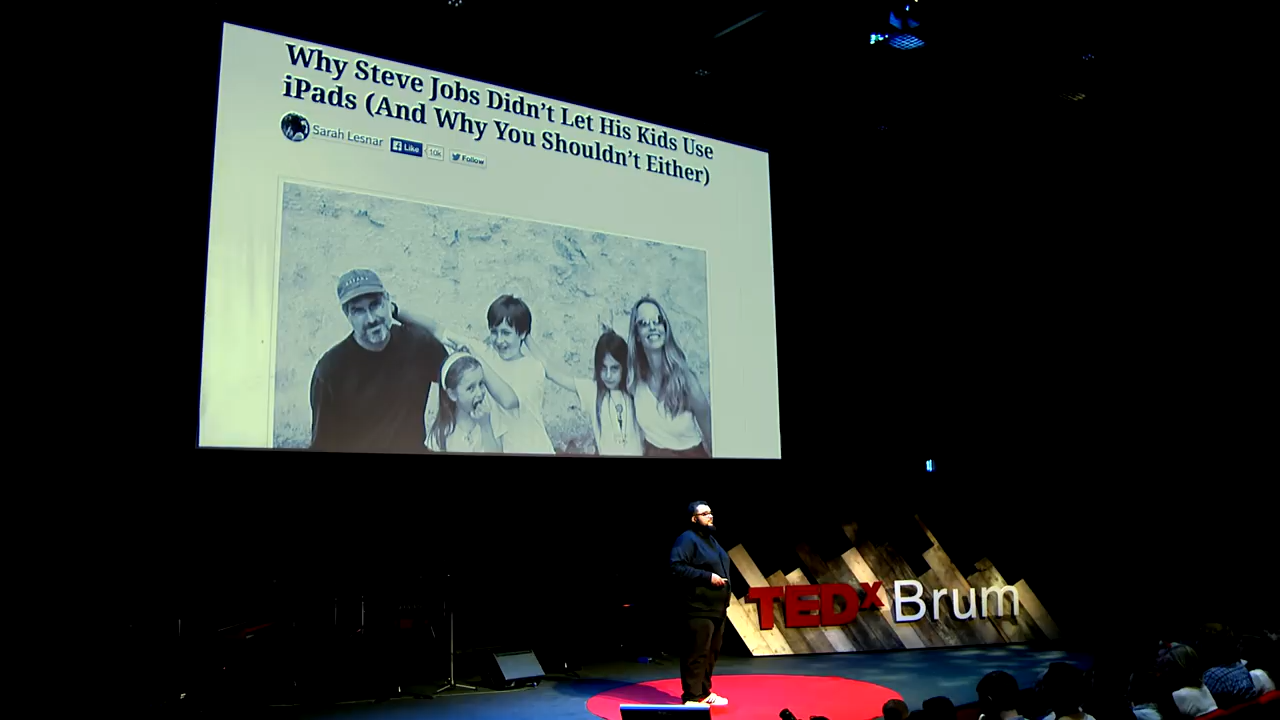 Why Steve Jobs Didn't Let His Kids Use
iPads (And Why You Shouldn't Either)
Sarah Lesnar
Like
10k
Follow
TEDx Brum